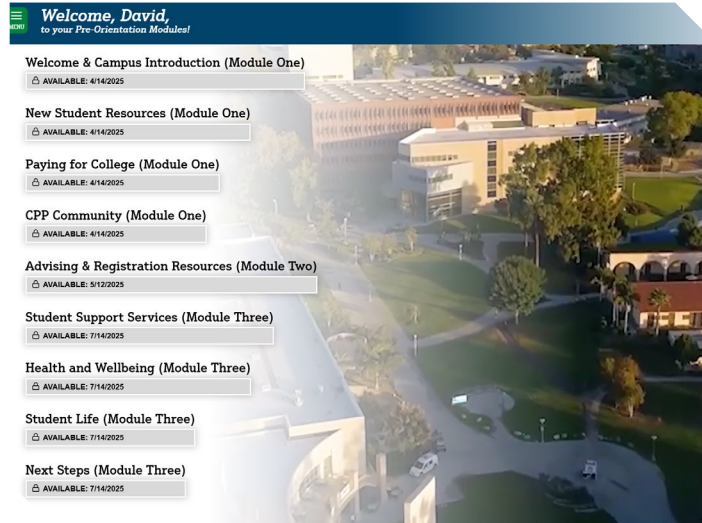 Welcome, David,
MENU
to your Pre-Orientation Modules!
Welcome & Campus Introduction (Module One)
AVAILABLE: 4/14/2025
New Student Resources (Module One)
AVAILABLE: 4/14/2025
Paying for College (Module One)
AVAILABLE: 4/14/2025
CPP Community (Module One)
AVAILABLE: 4/14/2025
Advising & Registration Resources (Module Two)
AVAILABLE: 5/12/2025
Student Support Services (Module Three)
AVAILABLE: 7/14/2025
Health and Wellbeing (Module Three)
AVAILABLE: 7/14/2025
Student Life (Module Three)
AVAILABLE: 7/14/2025
Next Steps (Module Three)
AVAILABLE: 7/14/2025